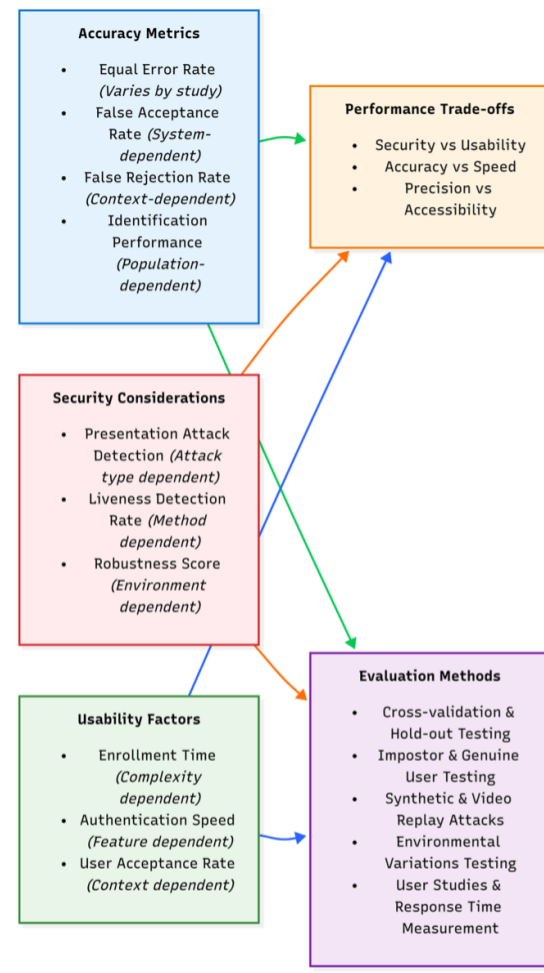 Accuracy Metrics
• Equal Error Rate
(Varies by study)
• False Acceptance
Rate (System-
dependent)
• False Rejection Rate
(Context-dependent)
• Identification
Performance
(Population-
dependent)
Performance Trade-offs
• Security vs Usability
• Accuracy vs Speed
• Precision vs
Accessibility
Security Considerations
• Presentation Attack
Detection (Attack
type dependent)
• Liveness Detection
Rate (Method
dependent)
• Robustness Score
(Environment
dependent)
Usability Factors
• Enrollment Time
(Complexity
dependent)
• Authentication Speed
(Feature dependent)
• User Acceptance Rate
(Context dependent)
Evaluation Methods
• Cross-validation &
Hold-out Testing
• Impostor & Genuine
User Testing
• Synthetic & Video
Replay Attacks
• Environmental
Variations Testing
• User Studies &
Response Time
Measurement